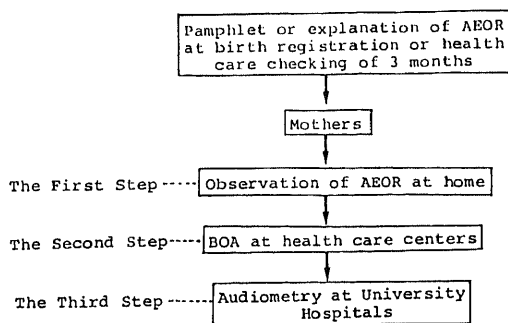 Pamphlet or explanation of AEOR
at birth registration or health
care checking of 3 months
Mothers
The First Step
Observation of AEOR at home
The Second Step
BOA at health care centers
The Third Step
Audiometry at University
Hospitals